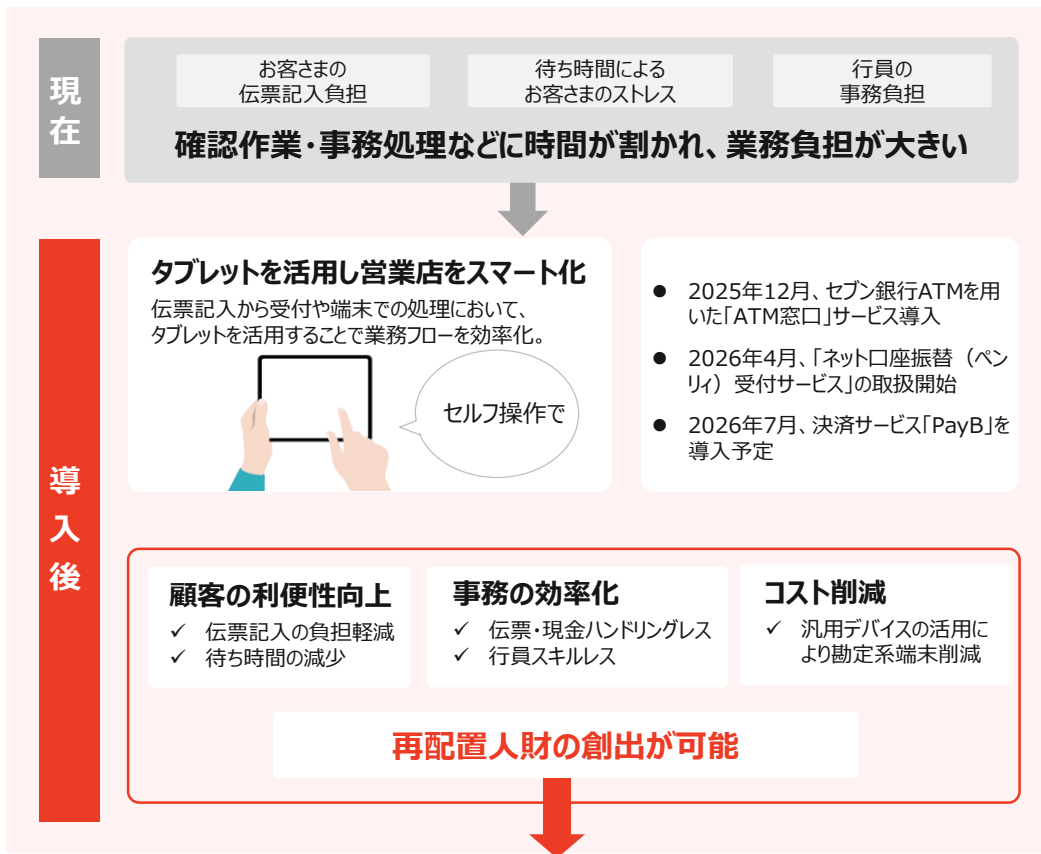 現在
お客さまの
伝票記入負担
待ち時間による
お客さまのストレス
行員の
事務負担
確認作業・事務処理などに時間が割かれ、業務負担が大きい
導入後
タブレットを活用し営業店をスマート化
伝票記入から受付や端末での処理において、
タブレットを活用することで業務フローを効率化。
セルフ操作で
● 2025年12月、セブン銀行ATMを用
いた「ATM窓口」サービス導入
● 2026年4月、「ネット口座振替（ペン
リィ）受付サービス」の取扱開始
● 2026年7月、決済サービス「PayB」を
導入予定
顧客の利便性向上
✓ 伝票記入の負担軽減
✓ 待ち時間の減少
事務の効率化
✓ 伝票・現金ハンドリングレス
✓ 行員スキルレス
コスト削減
✓ 汎用デバイスの活用に
より勘定系端末削減
再配置人財の創出が可能